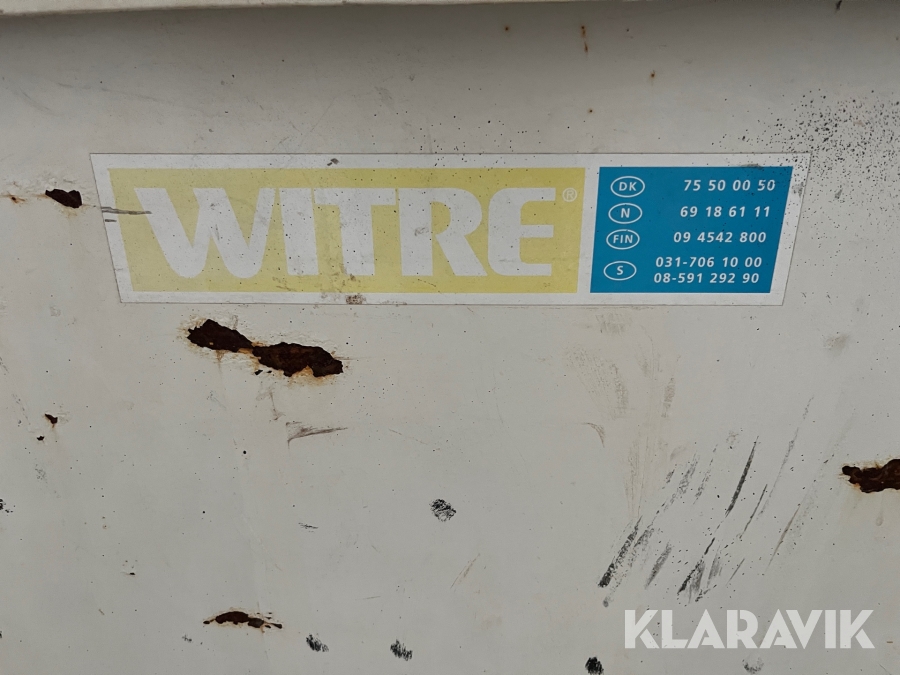 WITRE®
DK 75 50 00 50
N 69 18 61 11
FIN 09 4542 800
S 031-706 10 00
08-591 292 90
KLARAVIK